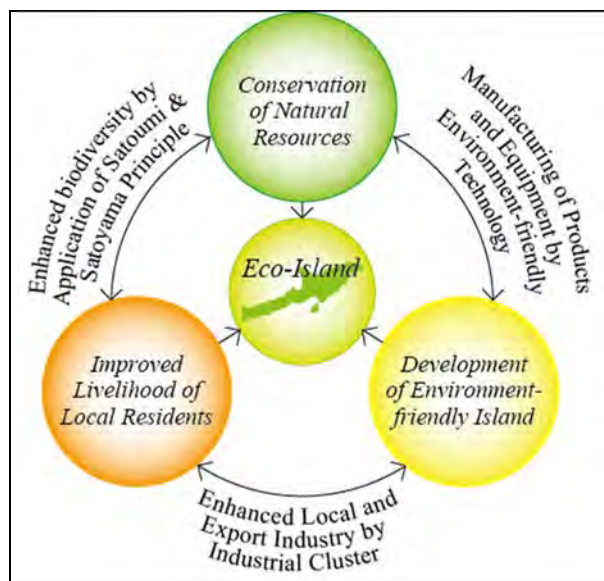 Conservation
of Natural
Resources
Enhanced biodiversity by
Application of Satoumi &
Satoyama Principle
Manufacturing of Products
and Equipment by
Environment-friendly
Technology
Eco-Island
Improved
Livelihood of
Local Residents
Development
of Environment-
friendly Island
Enhanced Local and
Export Industry by
Industrial Cluster